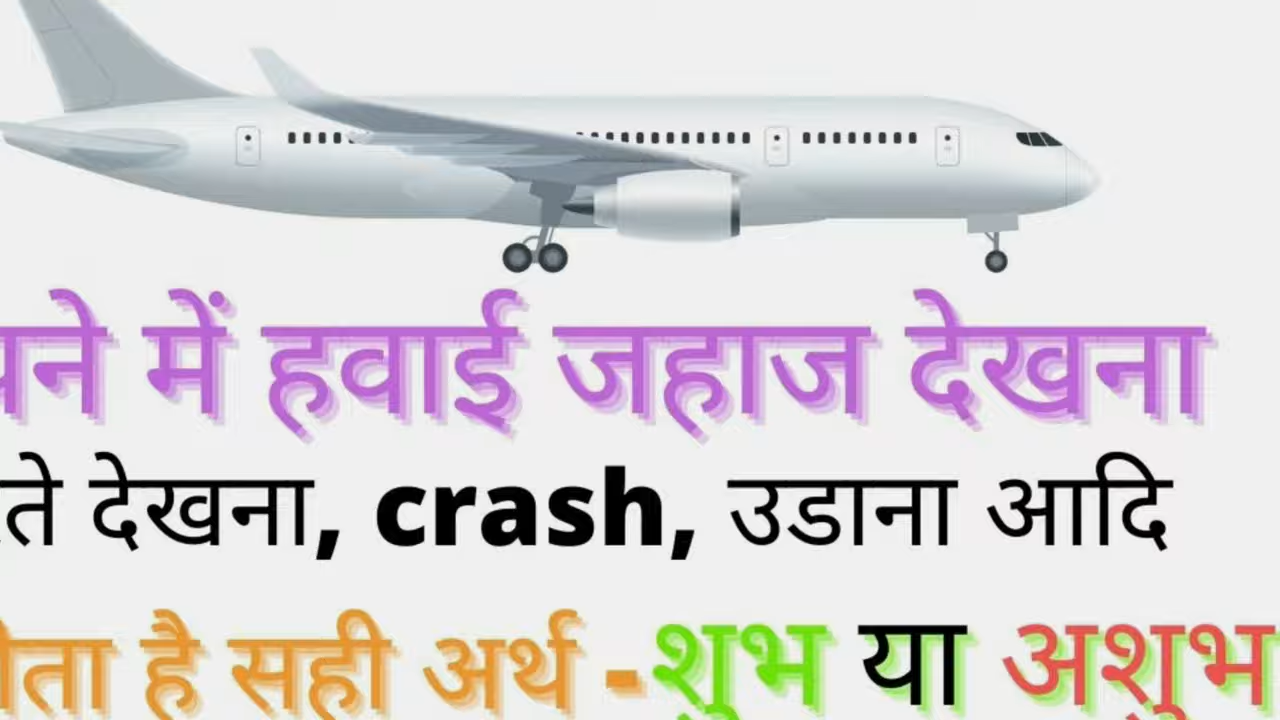 में हवाई जहाज देखना
देखना, crash, उडाना आदि
है सही अर्थ -शुभ या अशुभ